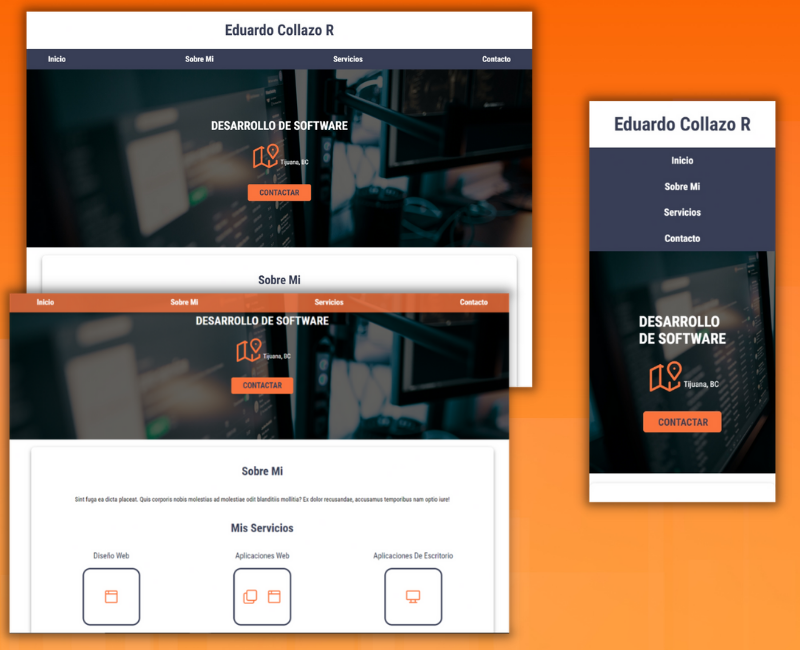 Eduardo Collazo R
Inicio Sobre Mi Servicios Contacto
DESARROLLO DE SOFTWARE
Tijuana, BC
CONTACTAR
Sobre Mi
Inicio Sobre Mi Servicios Contacto
DESARROLLO DE SOFTWARE
Tijuana, BC
CONTACTAR
Sobre Mi
Sint fuga ea dicta placeat. Quis corporis nobis molestias ad molestiae odit blanditiis mollitia? Ex dolor recusandae, accusamus temporibus nam optio iure!
Mis Servicios
Diseño Web Aplicaciones Web Aplicaciones De Escritorio
Eduardo Collazo R
Inicio
Sobre Mi
Servicios
Contacto
DESARROLLO
DE SOFTWARE
Tijuana, BC
CONTACTAR